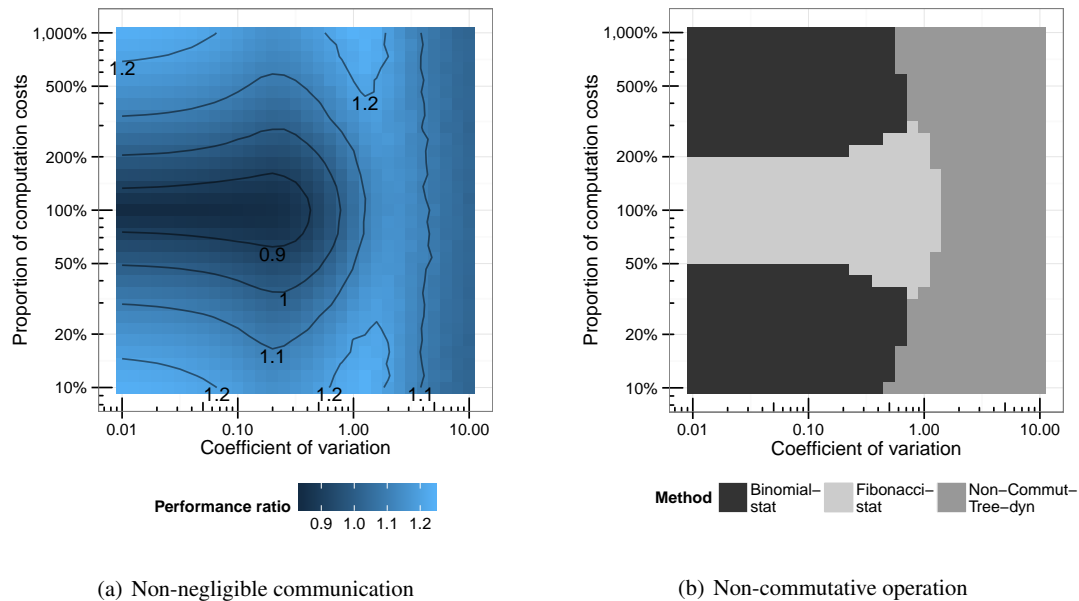 1,000%
500%
200%
100%
50%
20%
10%
Proportion of computation costs
1.2
1.2
0.9
1
1.1
1.2
1.2
1.1
0.01
0.10
1.00
10.00
Coefficient of variation
Performance ratio
0.9
1.0
1.1
1.2
(a) Non-negligible communication
1,000%
500%
200%
100%
50%
20%
10%
Proportion of computation costs
0.01
0.10
1.00
10.00
Coefficient of variation
Method
Binomial−
stat
Fibonacci−
stat
Non−Commut−
Tree−dyn
(b) Non-commutative operation